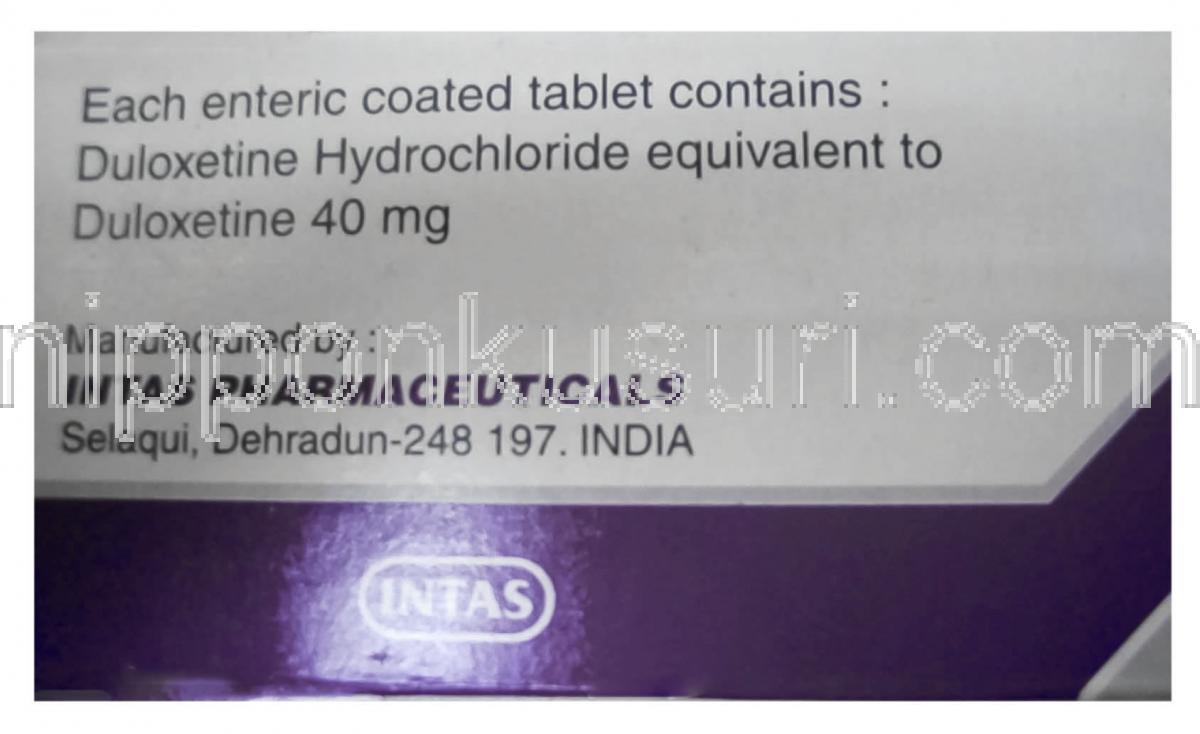 Each enteric coated tablet contains :
Duloxetine Hydrochloride equivalent to
Duloxetine 40 mg
Manufactured by :
INTAS PHARMACEUTICALS
Selaqui, Dehradun-248 197. INDIA
nipponkusuri.com
INTAS